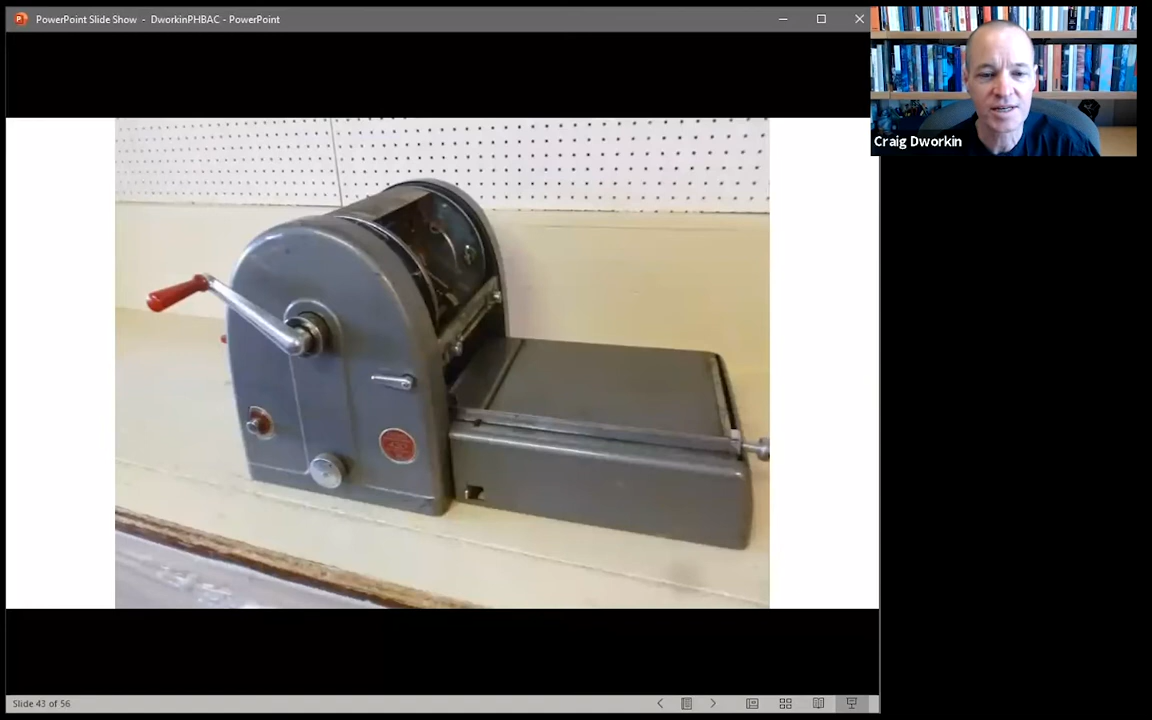 PowerPoint Slide Show - DworkinPHBAC - PowerPoint
Craig Dworkin
Slide 43 of 56